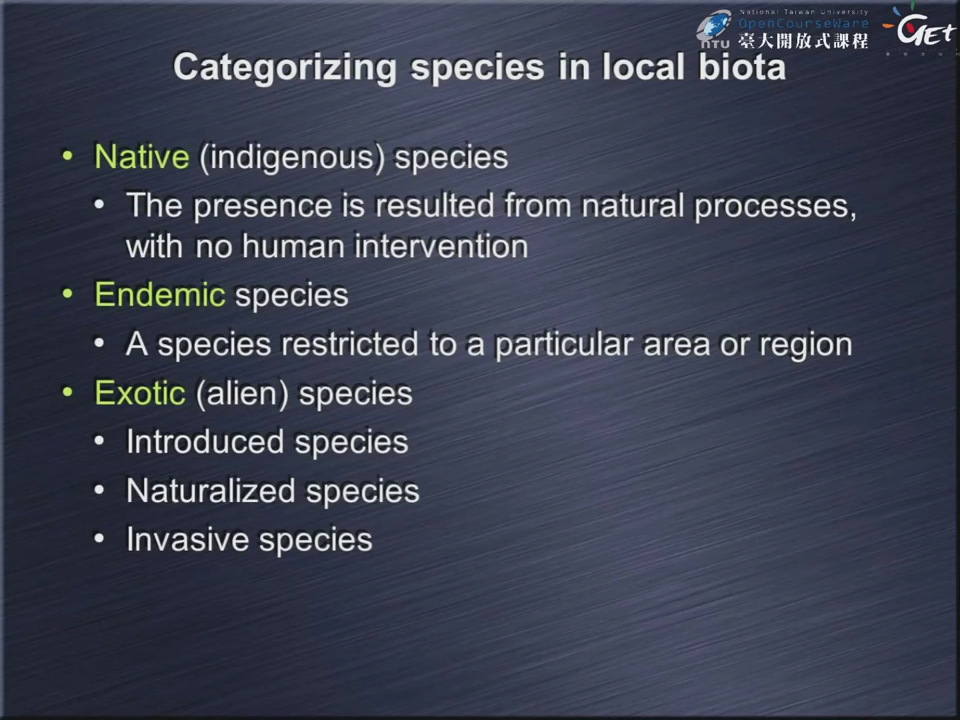 National Taiwan University
OpenCourseWare
NTU 臺大開放式課程
GET
Categorizing species in local biota
• Native (indigenous) species
• The presence is resulted from natural processes,
with no human intervention
• Endemic species
• A species restricted to a particular area or region
• Exotic (alien) species
• Introduced species
• Naturalized species
• Invasive species